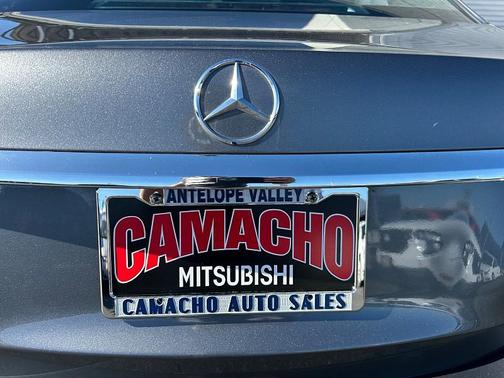 ANTELOPE VALLEY
CAMACHO
MITSUBISHI
CAMACHO AUTO SALES